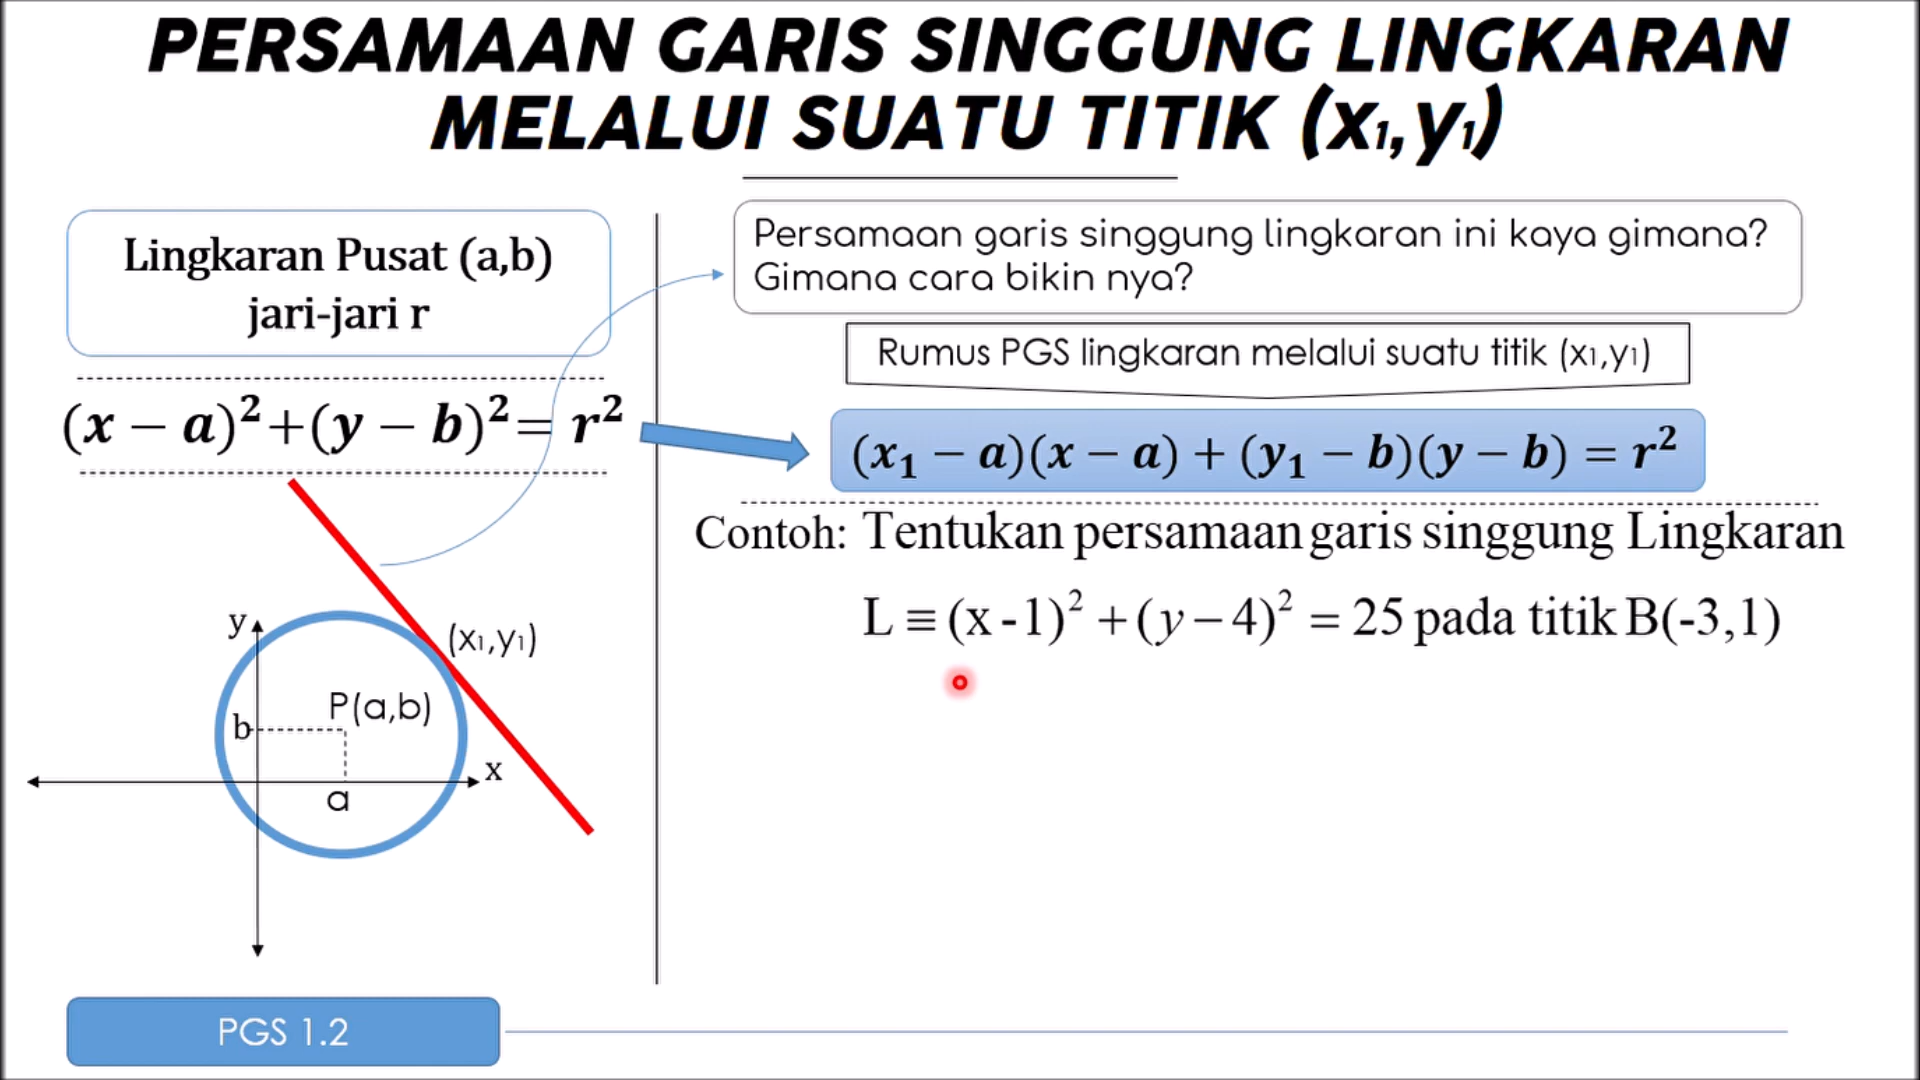 PERSAMAAN GARIS SINGGUNG LINGKARAN
MELALUI SUATU TITIK (x₁,y₁)
Lingkaran Pusat (a,b)
jari-jari r
(x − a)²+(y − b)²= r²
y
(x₁,y₁)
P(a,b)
b
x
a
Persamaan garis singgung lingkaran ini kaya gimana?
Gimana cara bikin nya?
Rumus PGS lingkaran melalui suatu titik (x₁,y₁)
(x₁ − a)(x − a) + (y₁ − b)(y − b) = r²
Contoh: Tentukan persamaan garis singgung Lingkaran
L ≡ (x -1)² + (y − 4)² = 25 pada titik B(-3,1)
PGS 1.2